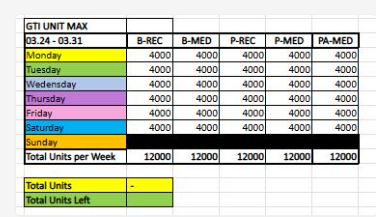 GTI UNIT MAX
03.24 - 03.31 B-REC B-MED P-REC P-MED PA-MED
Monday 4000 4000 4000 4000 4000
Tuesday 4000 4000 4000 4000 4000
Wedensday 4000 4000 4000 4000 4000
Thursday 4000 4000 4000 4000 4000
Friday 4000 4000 4000 4000 4000
Saturday 4000 4000 4000 4000 4000
Sunday
Total Units per Week 12000 12000 12000 12000 12000
Total Units -
Total Units Left